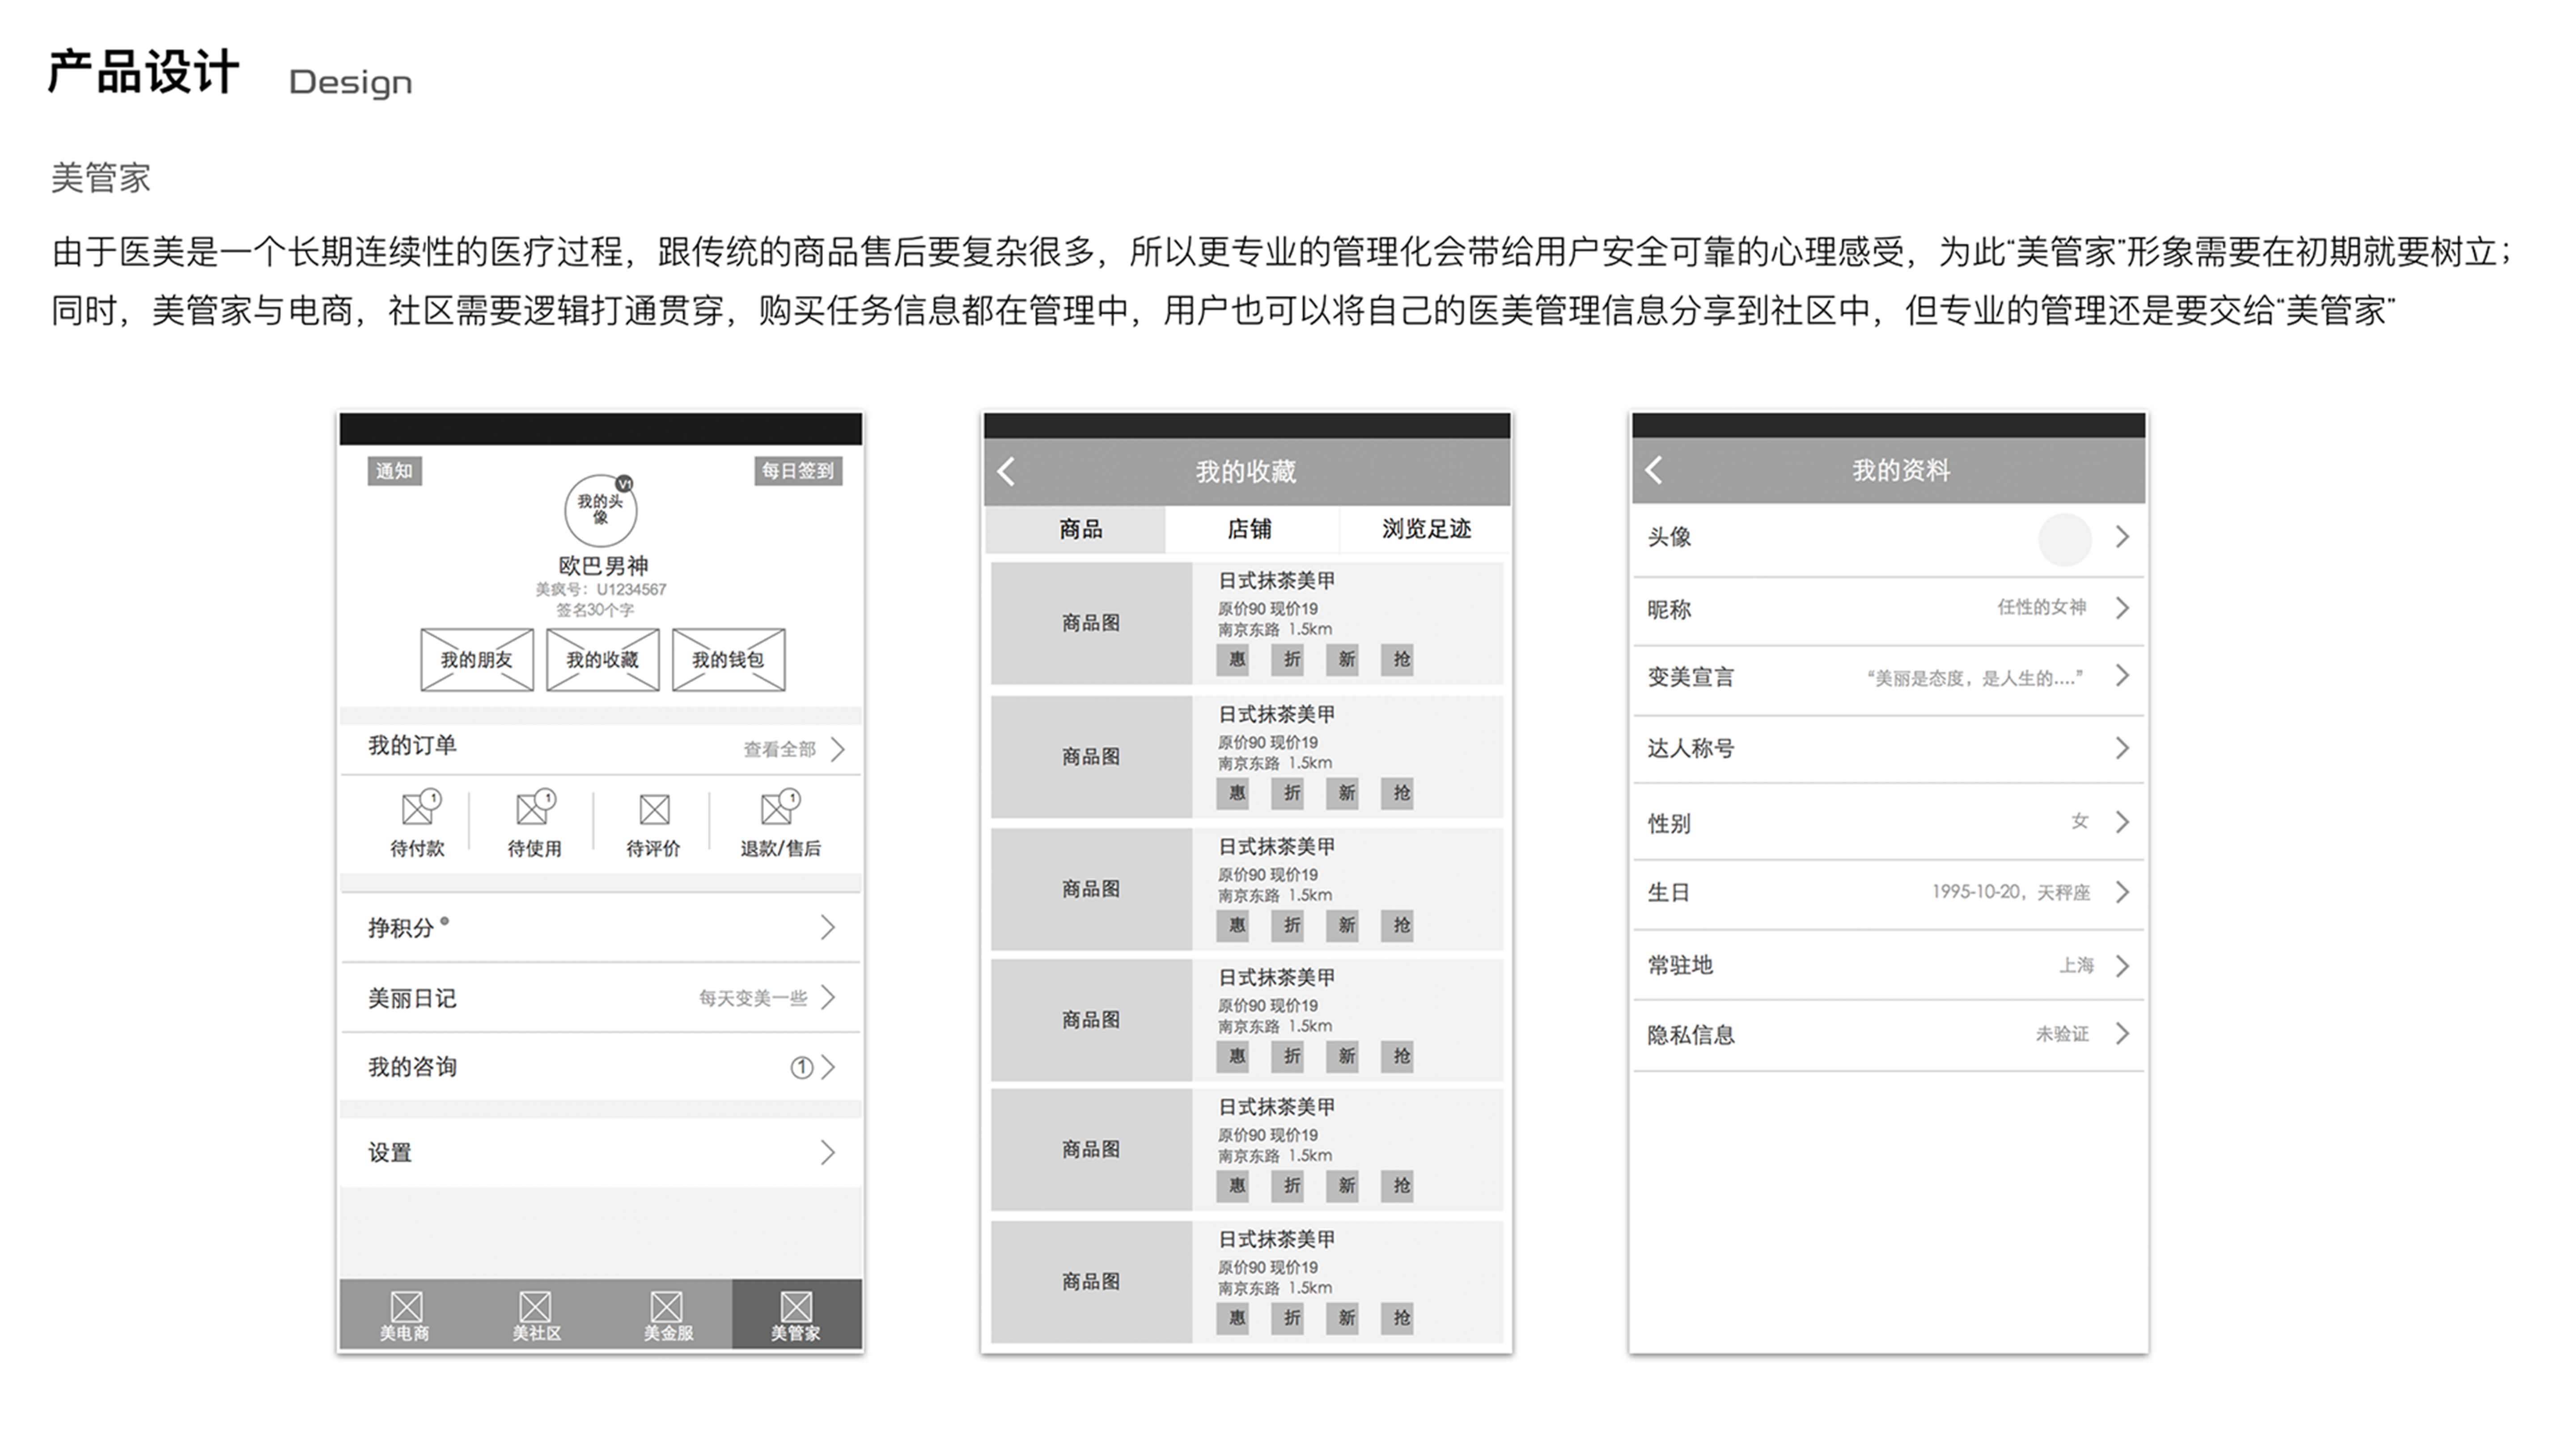 产品设计 Design
美管家
由于医美是一个长期连续性的医疗过程，跟传统的商品售后要复杂很多，所以更专业的管理化会带给用户安全可靠的心理感受，为此“美管家”形象需要在初期就要树立；
同时，美管家与电商，社区需要逻辑打通贯穿，购买任务信息都在管理中，用户也可以将自己的医美管理信息分享到社区中，但专业的管理还是要交给“美管家”
通知
每日签到
V1
我的头
像
欧巴男神
美疯号：U1234567
签名30个字
我的朋友 我的收藏 我的钱包
我的订单 查看全部
1 1 1
待付款 待使用 待评价 退款/售后
挣积分
美丽日记 每天变美一些
我的咨询 1
设置
美电商 美社区 美金服 美管家
我的收藏
商品 店铺 浏览足迹
商品图
日式抹茶美甲
原价90 现价19
南京东路 1.5km
惠 折 新 抢
商品图
日式抹茶美甲
原价90 现价19
南京东路 1.5km
惠 折 新 抢
商品图
日式抹茶美甲
原价90 现价19
南京东路 1.5km
惠 折 新 抢
商品图
日式抹茶美甲
原价90 现价19
南京东路 1.5km
惠 折 新 抢
商品图
日式抹茶美甲
原价90 现价19
南京东路 1.5km
惠 折 新 抢
商品图
日式抹茶美甲
原价90 现价19
南京东路 1.5km
惠 折 新 抢
我的资料
头像
昵称 任性的女神
变美宣言 “美丽是态度，是人生的....”
达人称号
性别 女
生日 1995-10-20，天秤座
常驻地 上海
隐私信息 未验证